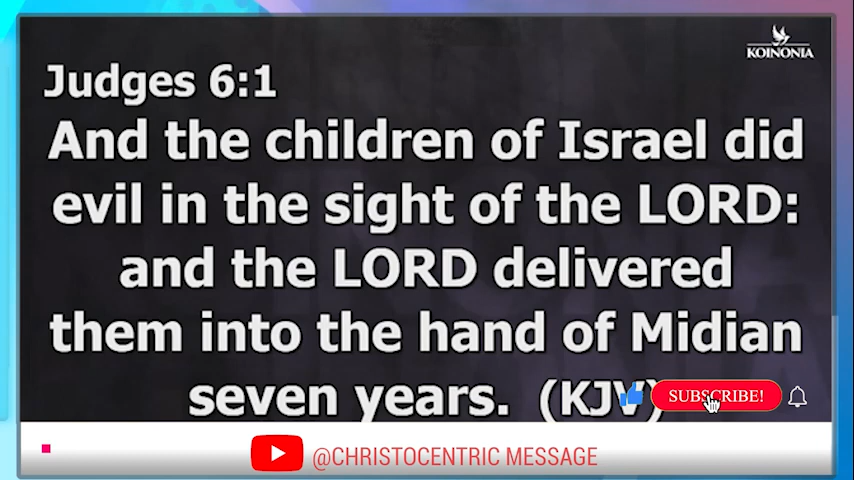 KOINONIA
Judges 6:1
And the children of Israel did
evil in the sight of the LORD:
and the LORD delivered
them into the hand of Midian
seven years. (KJV)
SUBSCRIBE!
@CHRISTOCENTRIC MESSAGE